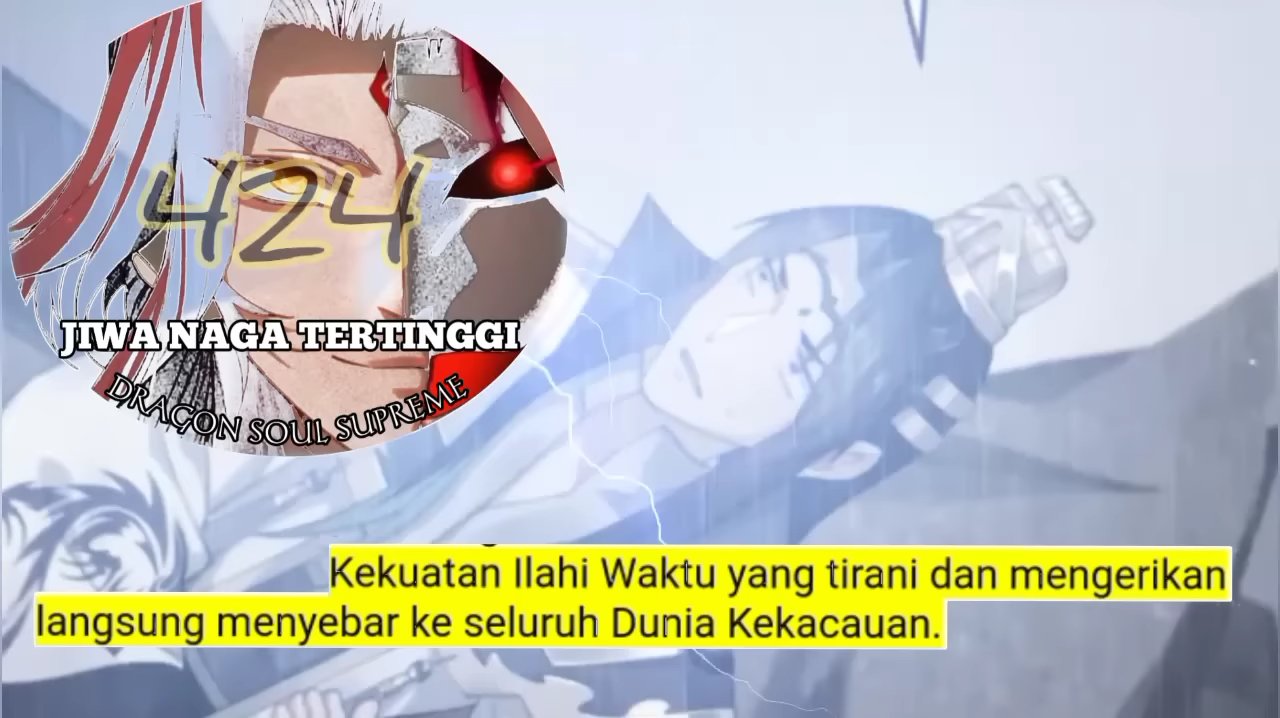 424
JIWA NAGA TERTINGGI
DRAGON SOUL SUPREME
Kekuatan Ilahi Waktu yang tirani dan mengerikan
langsung menyebar ke seluruh Dunia Kekacauan.